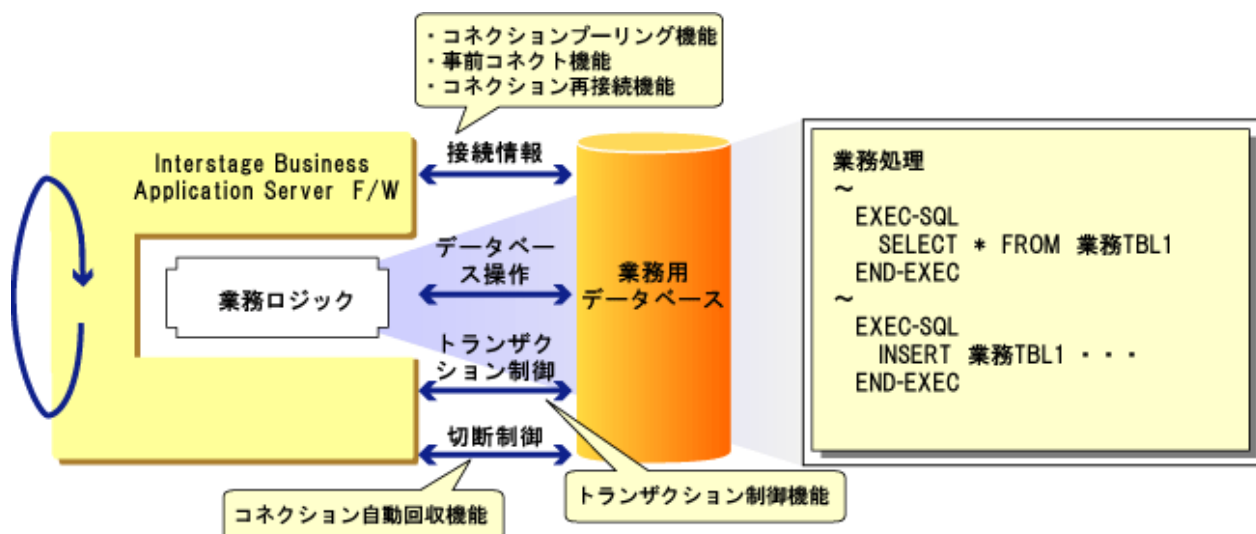 ・コネクションプーリング機能
・事前コネクト機能
・コネクション再接続機能
Interstage Business
Application Server F/W
接続情報
業務ロジック
データベー
ス操作
トランザク
ション制御
切断制御
業務用
データベース
コネクション自動回収機能
トランザクション制御機能
業務処理
～
EXEC-SQL
SELECT * FROM 業務TBL1
END-EXEC
～
EXEC-SQL
INSERT 業務TBL1 ・・・
END-EXEC